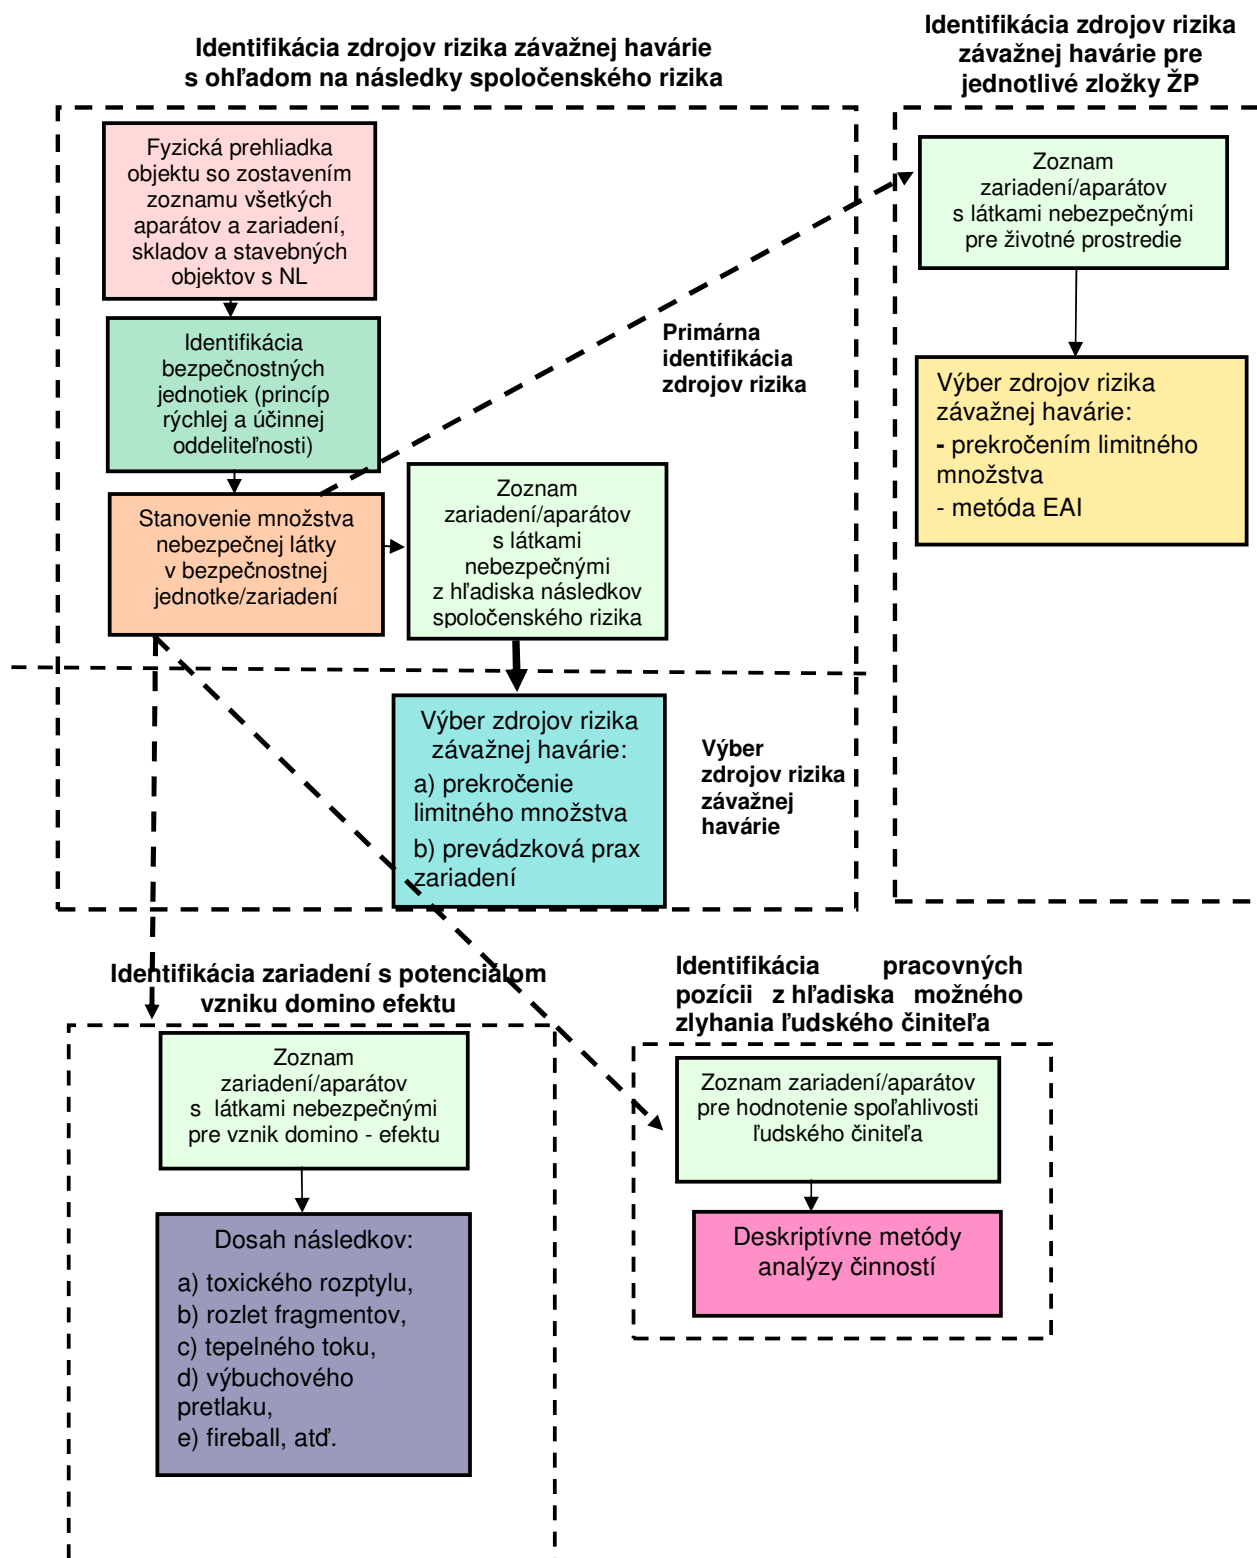 Identifikácia zdrojov rizika závažnej havárie
s ohľadom na následky spoločenského rizika
Identifikácia zdrojov rizika
závažnej havárie pre
jednotlivé zložky ŽP
Fyzická prehliadka
objektu so zostavením
zoznamu všetkých
aparátov a zariadení,
skladov a stavebných
objektov s NL
Identifikácia
bezpečnostných
jednotiek (princíp
rýchlej a účinnej
oddeliteľnosti)
Stanovenie množstva
nebezpečnej látky
v bezpečnostnej
jednotke/zariadení
Zoznam
zariadení/aparátov
s látkami
nebezpečnými
z hľadiska následkov
spoločenského rizika
Primárna
identifikácia
zdrojov rizika
Zoznam
zariadení/aparátov
s látkami nebezpečnými
pre životné prostredie
Výber zdrojov rizika
závažnej havárie:
- prekročením limitného
množstva
- metóda EAI
Výber zdrojov rizika
závažnej havárie:
a) prekročenie
limitného množstva
b) prevádzková prax
zariadení
Výber
zdrojov rizika
závažnej
havárie
Identifikácia zariadení s potenciálom
vzniku domino efektu
Zoznam
zariadení/aparátov
s látkami nebezpečnými
pre vznik domino - efektu
Dosah následkov:
a) toxického rozptylu,
b) rozlet fragmentov,
c) tepelného toku,
d) výbuchového
pretlaku,
e) fireball, atď.
Identifikácia pracovných
pozícii z hľadiska možného
zlyhania ľudského činiteľa
Zoznam zariadení/aparátov
pre hodnotenie spoľahlivosti
ľudského činiteľa
Deskriptívne metódy
analýzy činností